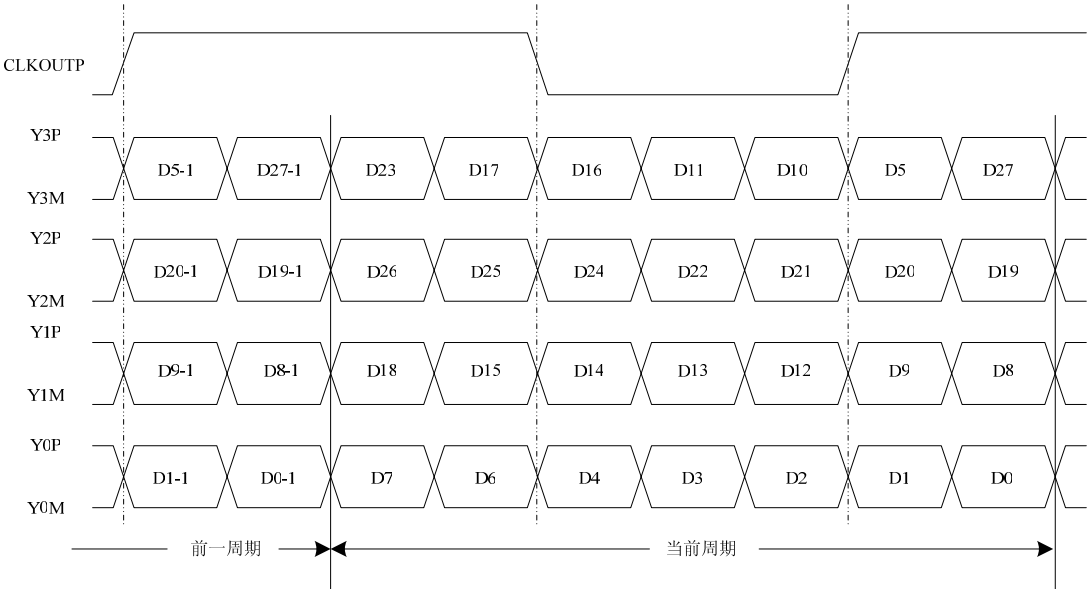 CLKOUTP
Y3P
D5-1 D27-1 D23 D17 D16 D11 D10 D5 D27
Y3M
Y2P
D20-1 D19-1 D26 D25 D24 D22 D21 D20 D19
Y2M
Y1P
D9-1 D8-1 D18 D15 D14 D13 D12 D9 D8
Y1M
Y0P
D1-1 D0-1 D7 D6 D4 D3 D2 D1 D0
Y0M
前一周期 当前周期